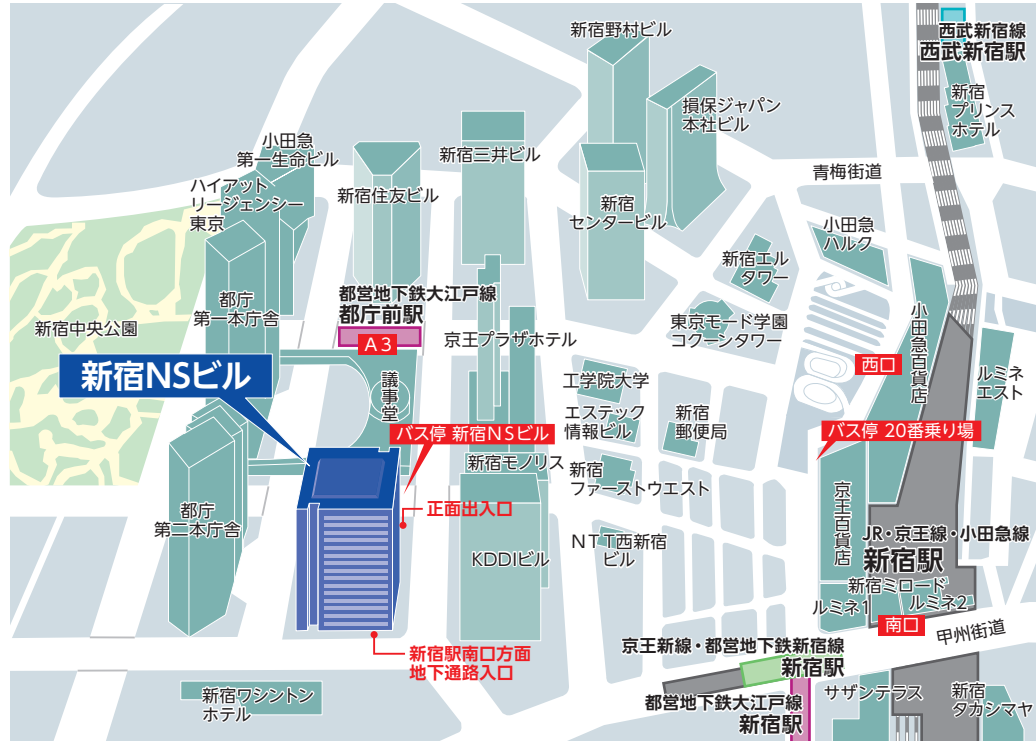 新宿野村ビル
西武新宿線
西武新宿駅
新宿
プリンス
ホテル
損保ジャパン
本社ビル
小田急
第一生命ビル
新宿三井ビル
青梅街道
ハイアット
リージェンシー
東京
新宿住友ビル
新宿
センタービル
小田急
ハルク
新宿エル
タワー
都営地下鉄大江戸線
都庁前駅
A3
都庁
第一本庁舎
新宿中央公園
京王プラザホテル
東京モード学園
コクーンタワー
小田急百貨店
西口
ルミネ
エスト
新宿NSビル
議事堂
工学院大学
エステック
情報ビル
新宿
郵便局
バス停 新宿NSビル
バス停 20番乗り場
新宿モノリス
新宿
ファーストウエスト
京王百貨店
正面出入口
都庁
第二本庁舎
KDDIビル
NTT西新宿
ビル
JR・京王線・小田急線
新宿駅
新宿ミロード
ルミネ1
ルミネ2
南口
甲州街道
新宿駅南口方面
地下通路入口
京王新線・都営地下鉄新宿線
新宿駅
都営地下鉄大江戸線
新宿駅
サザンテラス
新宿
タカシマヤ
新宿ワシントン
ホテル